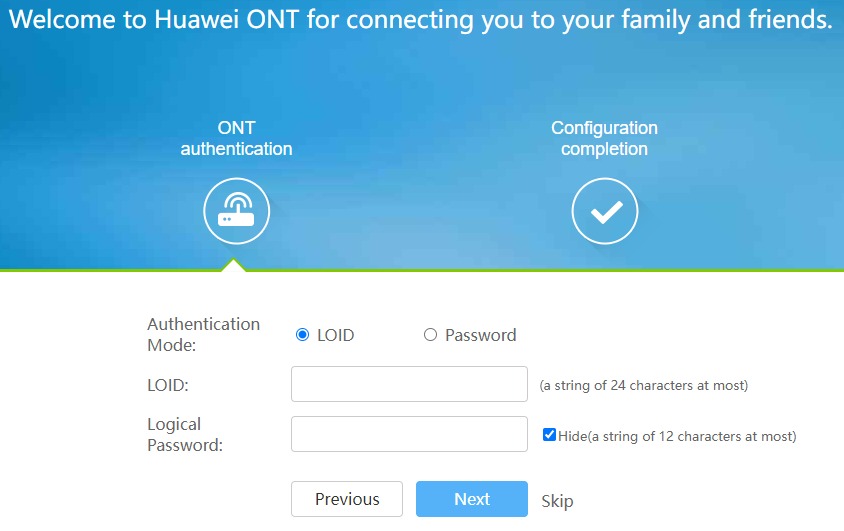 Welcome to Huawei ONT for connecting you to your family and friends.
ONT
authentication
Configuration
completion
Authentication
Mode:
LOID
Password
LOID:
(a string of 24 characters at most)
Logical
Password:
Hide(a string of 12 characters at most)
Previous
Next
Skip